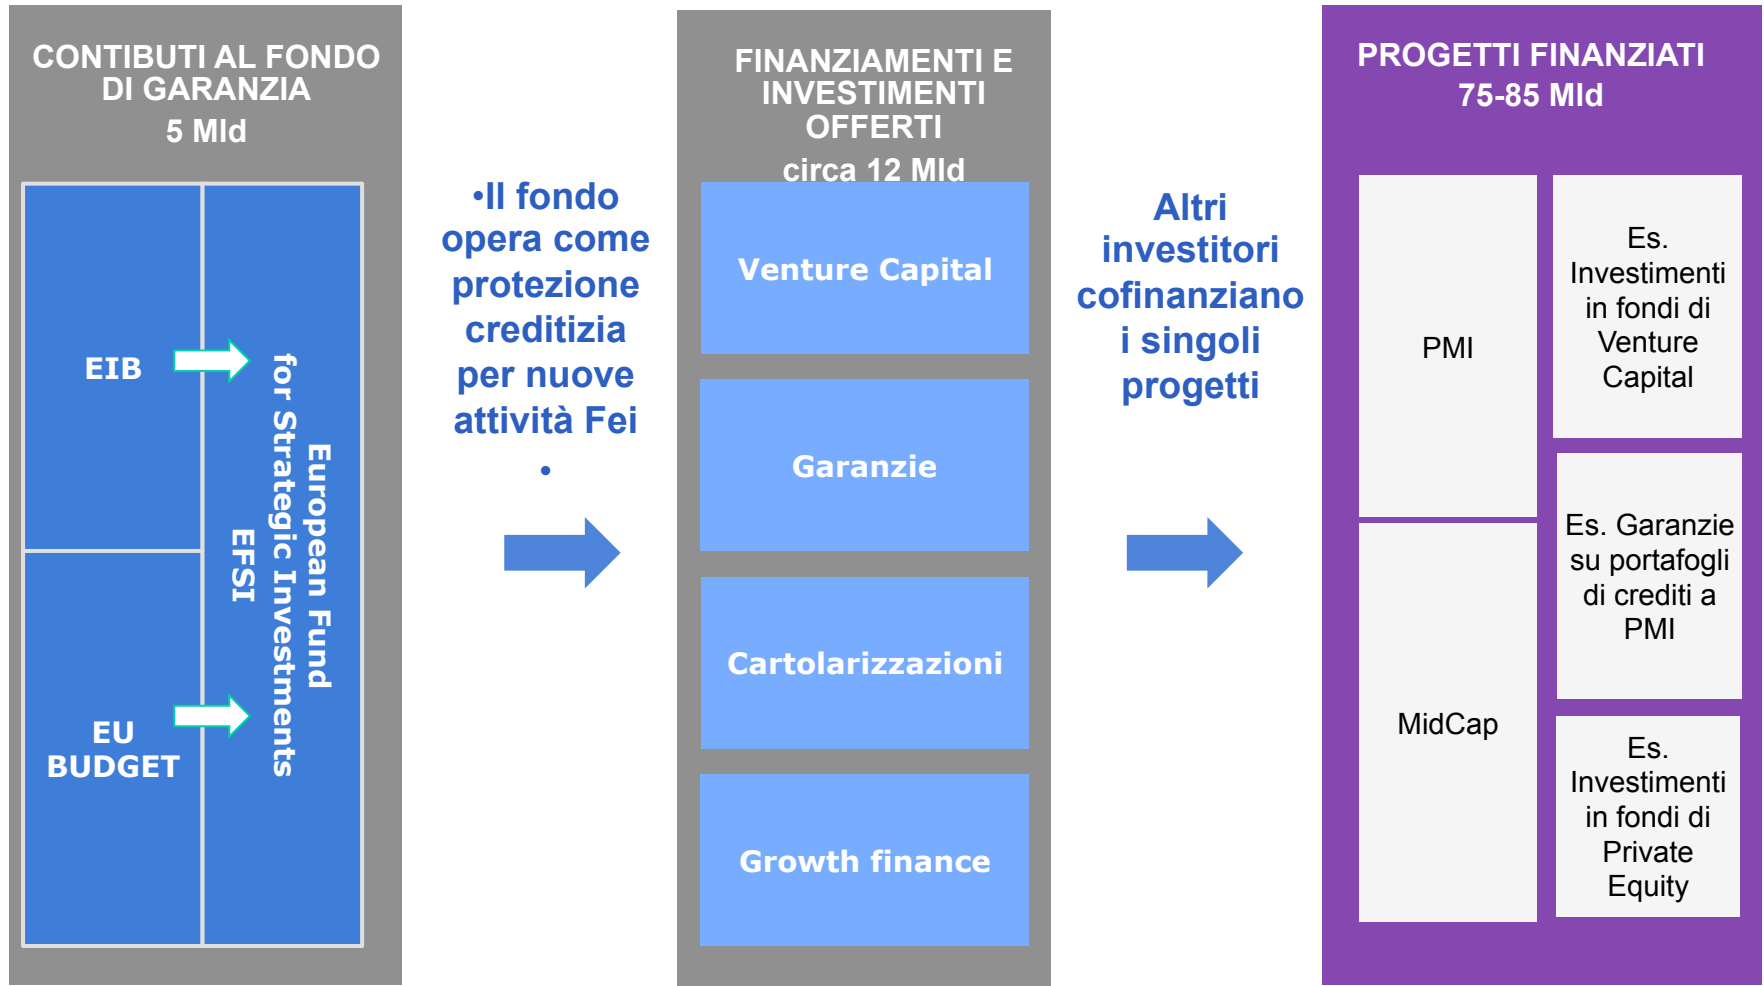 CONTIBUTI AL FONDO
DI GARANZIA
5 Mld
EIB
EU
BUDGET
European Fund
for Strategic Investments
EFSI
•Il fondo
opera come
protezione
creditizia
per nuove
attività Fei
•
FINANZIAMENTI E
INVESTIMENTI
OFFERTI
circa 12 Mld
Venture Capital
Garanzie
Cartolarizzazioni
Growth finance
Altri
investitori
cofinanziano
i singoli
progetti
PROGETTI FINANZIATI
75-85 Mld
PMI
MidCap
Es.
Investimenti
in fondi di
Venture
Capital
Es. Garanzie
su portafogli
di crediti a
PMI
Es.
Investimenti
in fondi di
Private
Equity